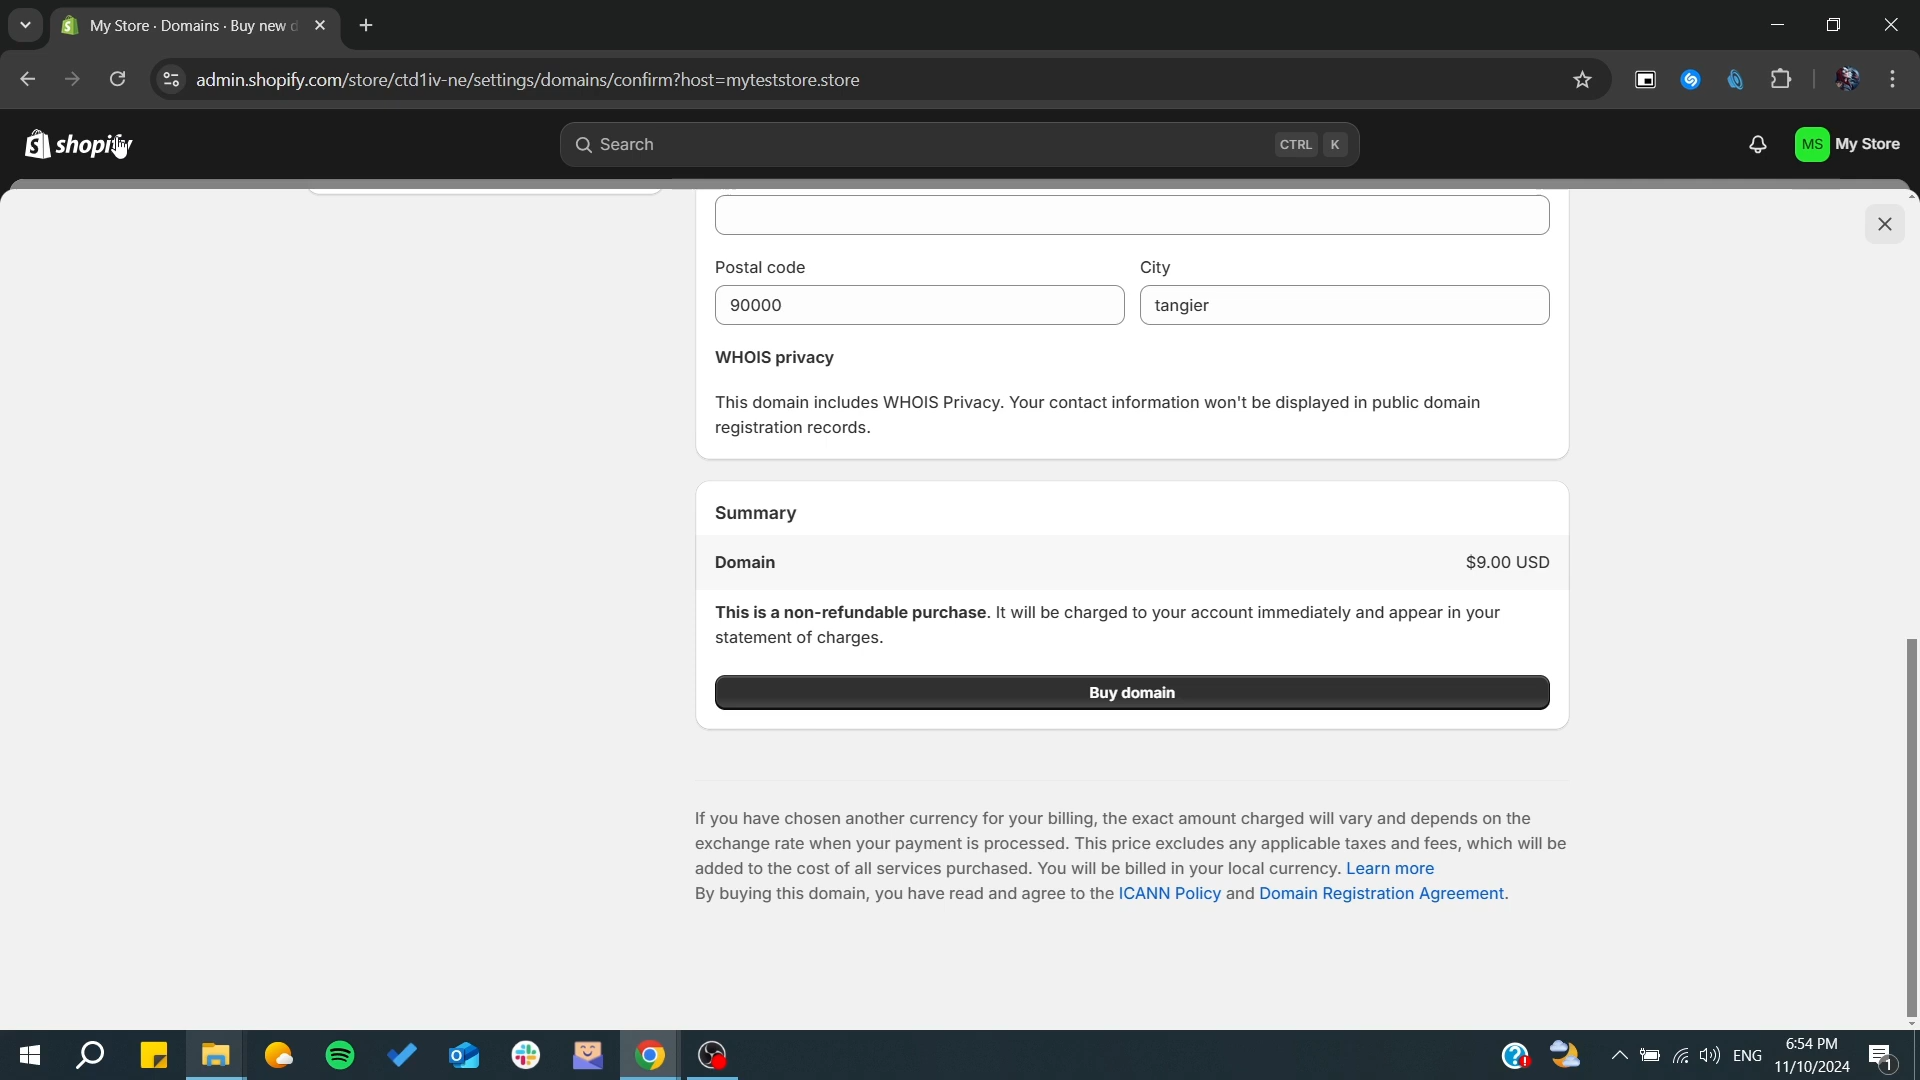 My Store · Domains · Buy new d
admin.shopify.com/store/ctd1iv-ne/settings/domains/confirm?host=myteststore.store
shopify
Search
CTRL K
MS My Store
Postal code
City
90000
tangier
WHOIS privacy
This domain includes WHOIS Privacy. Your contact information won't be displayed in public domain
registration records.
Summary
Domain
$9.00 USD
This is a non-refundable purchase. It will be charged to your account immediately and appear in your
statement of charges.
Buy domain
If you have chosen another currency for your billing, the exact amount charged will vary and depends on the
exchange rate when your payment is processed. This price excludes any applicable taxes and fees, which will be
added to the cost of all services purchased. You will be billed in your local currency. Learn more
By buying this domain, you have read and agree to the ICANN Policy and Domain Registration Agreement.
ENG
6:54 PM
11/10/2024
1